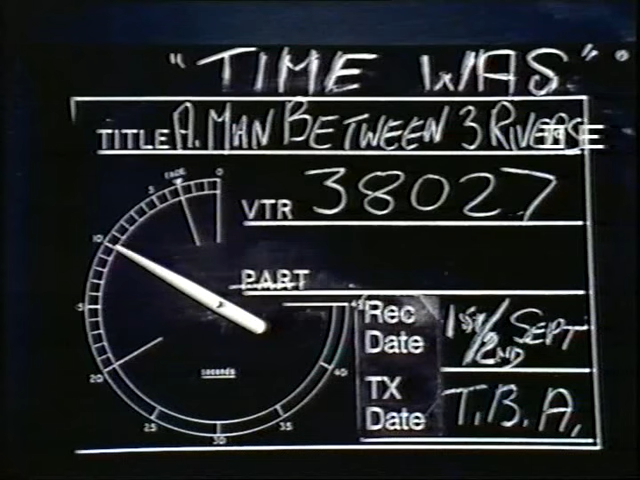 "TIME WAS"
TITLE A. MAN BETWEEN 3 RIVERS
VTR 38027
PART
Rec Date 1ST/2ND SEPT
TX Date T.B.A.
FADE
0
5
10
20
25
30
35
40
45
seconds